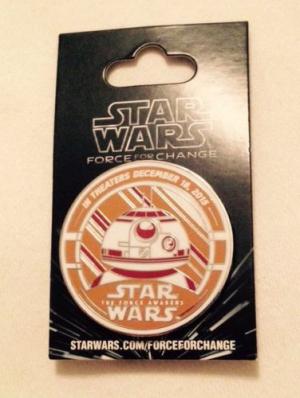 STAR
WARS
FORCE FOR CHANGE
IN THEATERS DECEMBER 18, 2015
STAR
THE FORCE AWAKENS
WARS
STARWARS.COM/FORCEFORCHANGE